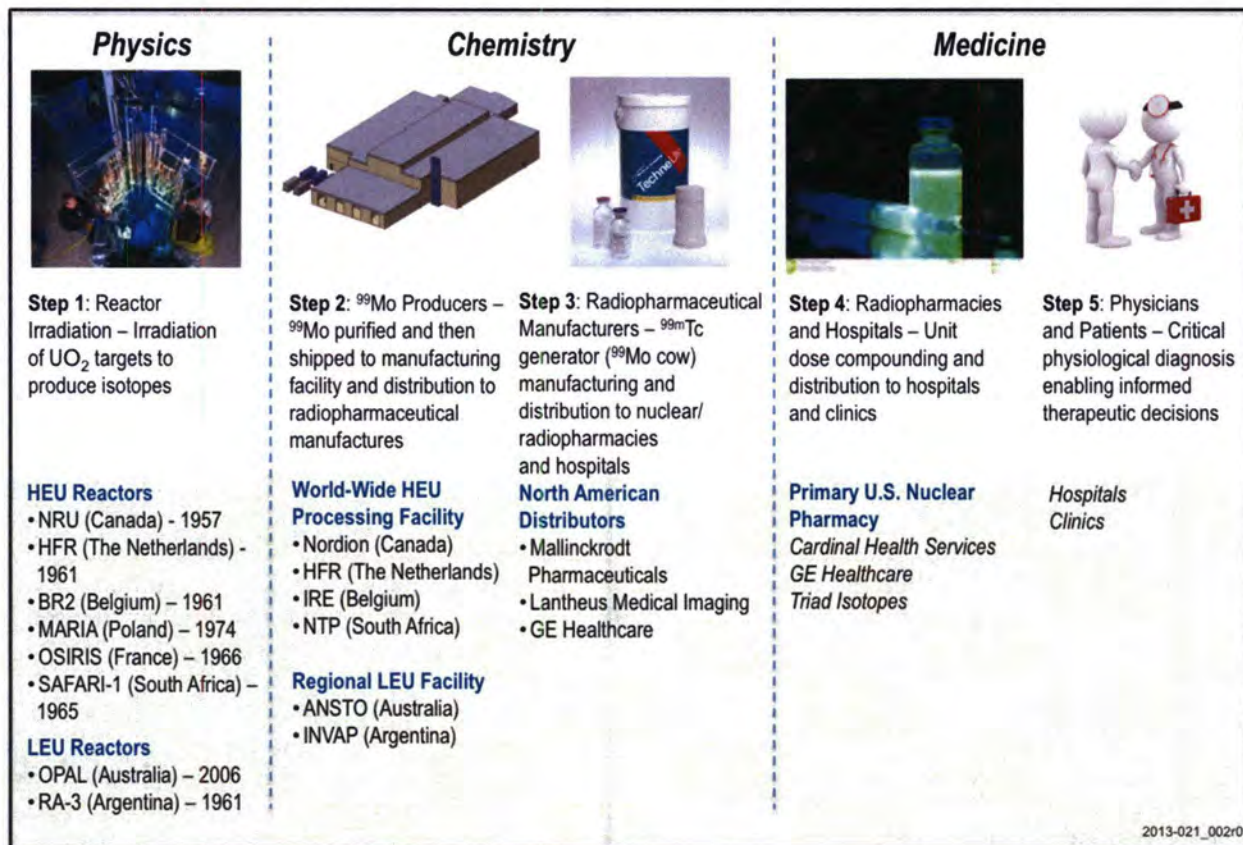 Physics
Chemistry
Medicine
TechneLite
Step 1: Reactor
Irradiation – Irradiation
of UO₂ targets to
produce isotopes
HEU Reactors
• NRU (Canada) - 1957
• HFR (The Netherlands) -
1961
• BR2 (Belgium) – 1961
• MARIA (Poland) – 1974
• OSIRIS (France) – 1966
• SAFARI-1 (South Africa) –
1965
LEU Reactors
• OPAL (Australia) – 2006
• RA-3 (Argentina) – 1961
Step 2: ⁹⁹Mo Producers –
⁹⁹Mo purified and then
shipped to manufacturing
facility and distribution to
radiopharmaceutical
manufactures
World-Wide HEU
Processing Facility
• Nordion (Canada)
• HFR (The Netherlands)
• IRE (Belgium)
• NTP (South Africa)
Regional LEU Facility
• ANSTO (Australia)
• INVAP (Argentina)
Step 3: Radiopharmaceutical
Manufacturers – ⁹⁹ᵐTc
generator (⁹⁹Mo cow)
manufacturing and
distribution to nuclear/
radiopharmacies
and hospitals
North American
Distributors
• Mallinckrodt
Pharmaceuticals
• Lantheus Medical Imaging
• GE Healthcare
Step 4: Radiopharmacies
and Hospitals – Unit
dose compounding and
distribution to hospitals
and clinics
Primary U.S. Nuclear
Pharmacy
Cardinal Health Services
GE Healthcare
Triad Isotopes
Step 5: Physicians
and Patients – Critical
physiological diagnosis
enabling informed
therapeutic decisions
Hospitals
Clinics
2013-021_002r0